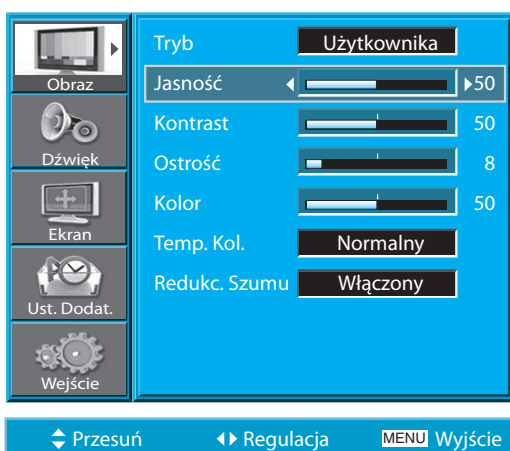 Obraz
Dźwięk
Ekran
Ust. Dodat.
Wejście
Tryb Użytkownika
Jasność 50
Kontrast 50
Ostrość 8
Kolor 50
Temp. Kol. Normalny
Redukc. Szumu Włączony
Przesuń Regulacja MENU Wyjście